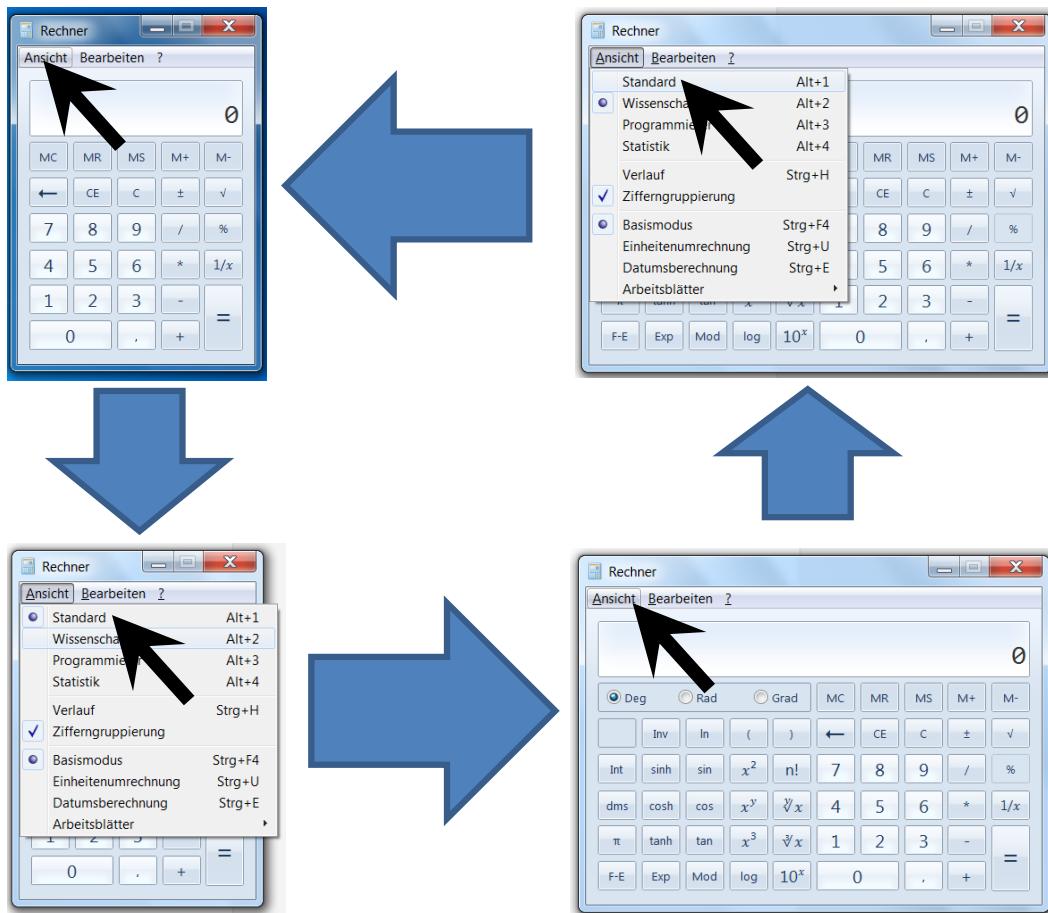 Rechner
Ansicht Bearbeiten ?
0
MC MR MS M+ M-
← CE C ± √
7 8 9 / %
4 5 6 * 1/x
1 2 3 - =
0 , +
Rechner
Ansicht Bearbeiten ?
Standard Alt+1
Alt+2
Alt+3
Statistik Alt+4
Verlauf Strg+H
Zifferngruppierung
Basismodus Strg+F4
Einheitenumrechnung Strg+U
Datumsberechnung Strg+E
Arbeitsblätter
0
MR MS M+ M-
CE C ± √
8 9 / %
5 6 * 1/x
2 3 - =
F-E Exp Mod log 10ˣ 0 , +
Rechner
Ansicht Bearbeiten ?
Standard Alt+1
Alt+2
Alt+3
Statistik Alt+4
Verlauf Strg+H
Zifferngruppierung
Basismodus Strg+F4
Einheitenumrechnung Strg+U
Datumsberechnung Strg+E
Arbeitsblätter
=
0 , +
Rechner
Ansicht Bearbeiten ?
0
Deg Rad Grad MC MR MS M+ M-
Inv ln ( ) ← CE C ± √
Int sinh sin x² n! 7 8 9 / %
dms cosh cos xʸ ʸ√x 4 5 6 * 1/x
π tanh tan x³ ³√x 1 2 3 - =
F-E Exp Mod log 10ˣ 0 , +